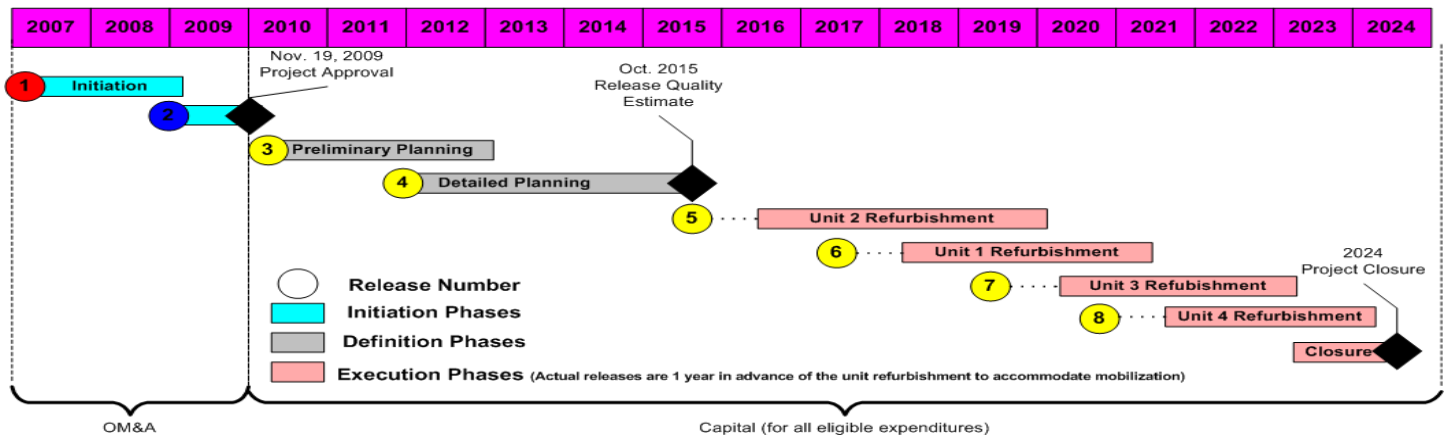 2007 2008 2009 2010 2011 2012 2013 2014 2015 2016 2017 2018 2019 2020 2021 2022 2023 2024
Nov. 19, 2009
Project Approval
Oct. 2015
Release Quality
Estimate
1 Initiation
2
3 Preliminary Planning
4 Detailed Planning
5 Unit 2 Refurbishment
6 Unit 1 Refurbishment
2024
Project Closure
7 Unit 3 Refubishment
8 Unit 4 Refurbishment
Closure
Release Number
Initiation Phases
Definition Phases
Execution Phases (Actual releases are 1 year in advance of the unit refurbishment to accommodate mobilization)
OM&A
Capital (for all eligible expenditures)